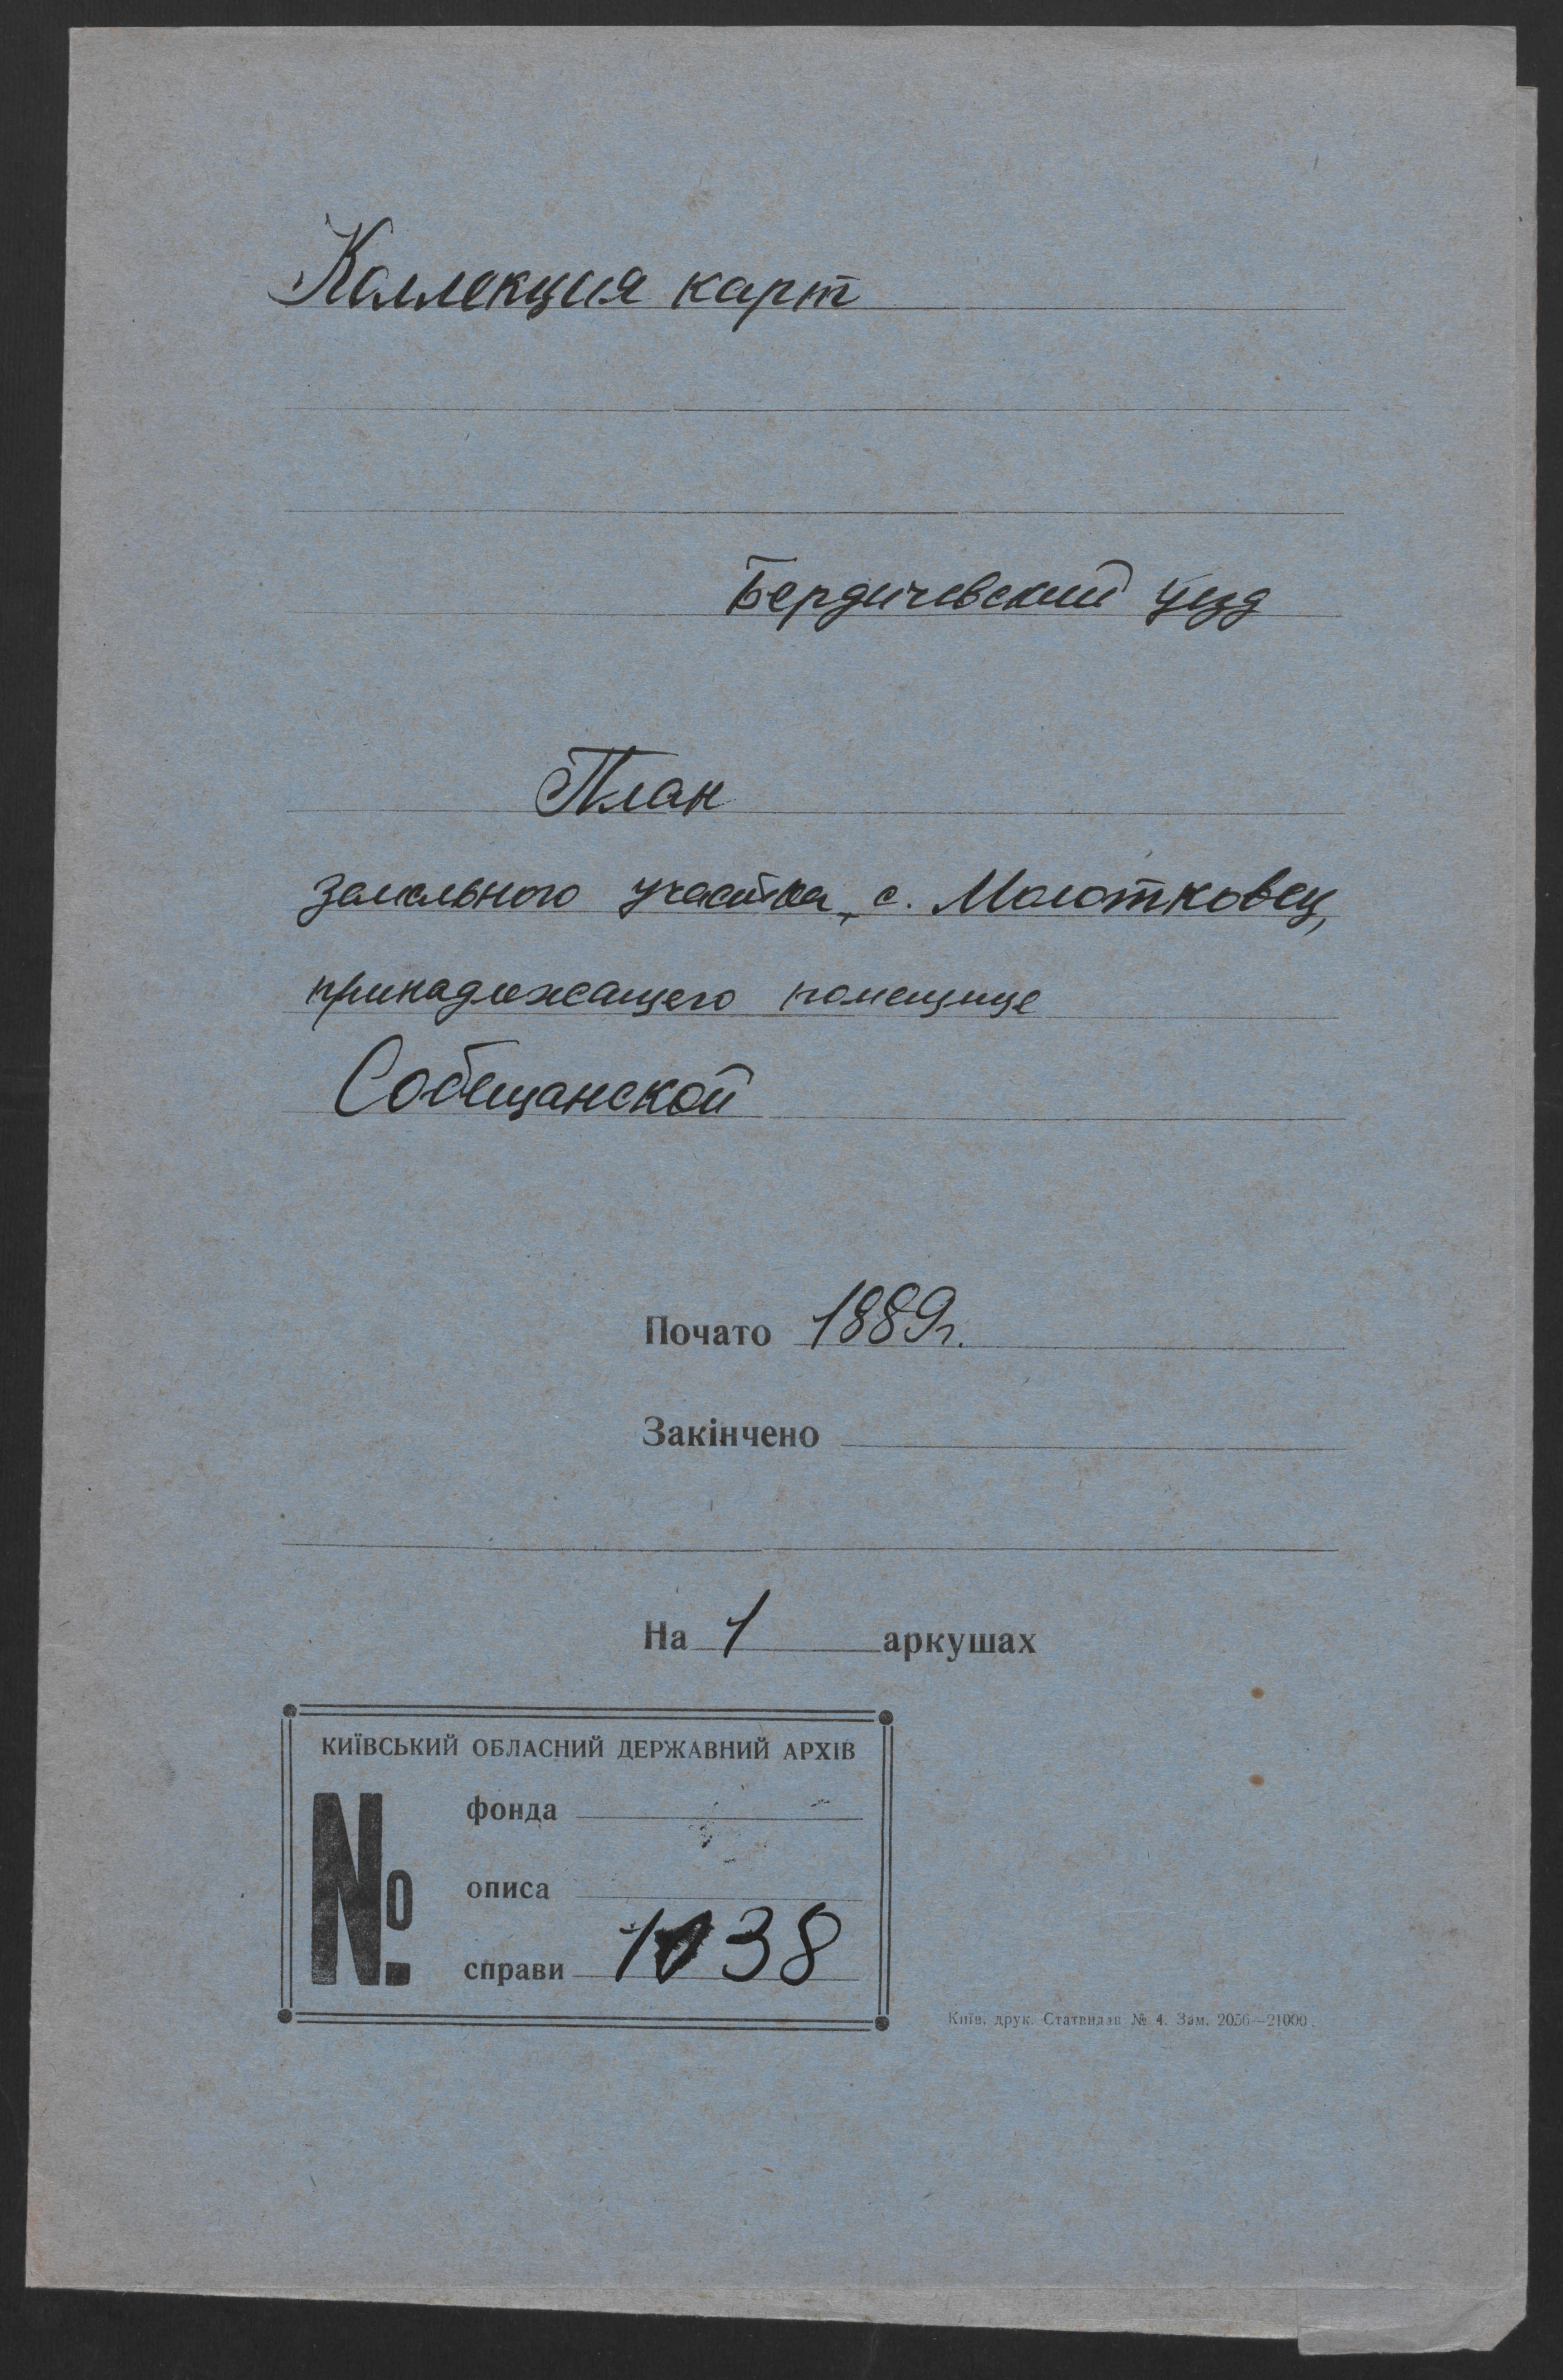 Коллекция карт
Бердичевский уезд
План
земельного участка, с. Молотковец,
принадлежащего помещице
Собещанской
Почато 1889г.
Закінчено
На 1 аркушах
КИЇВСЬКИЙ ОБЛАСНИЙ ДЕРЖАВНИЙ АРХІВ
№
фонда
описа
справи 1038
Київ, друк. Статвидав № 4. Зам. 2056—21000.